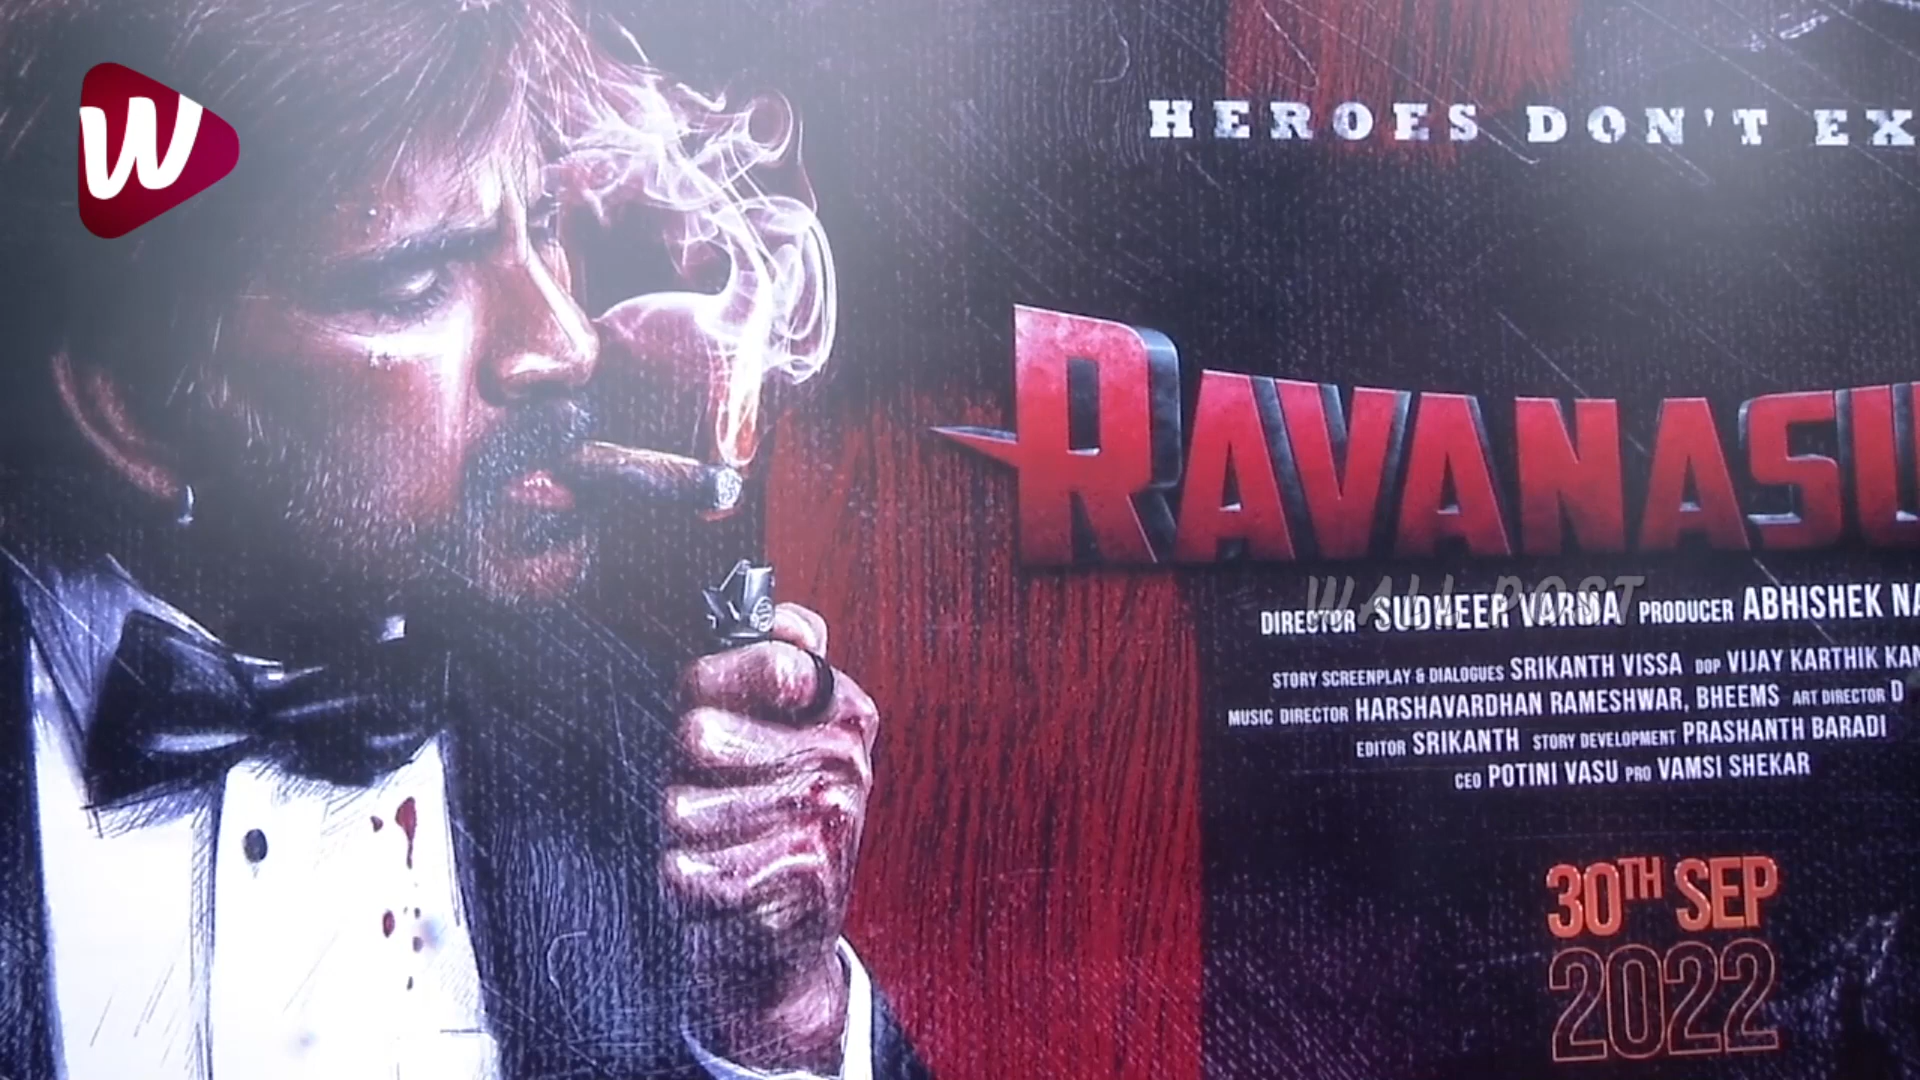 W
HEROES DON'T EX
RAVANASU
WALL POST
DIRECTOR SUDHEER VARMA PRODUCER ABHISHEK NA
STORY SCREENPLAY & DIALOGUES SRIKANTH VISSA DOP VIJAY KARTHIK KAN
MUSIC DIRECTOR HARSHAVARDHAN RAMESHWAR, BHEEMS ART DIRECTOR D
EDITOR SRIKANTH STORY DEVELOPMENT PRASHANTH BARADI
CEO POTINI VASU PRO VAMSI SHEKAR
30TH SEP
2022